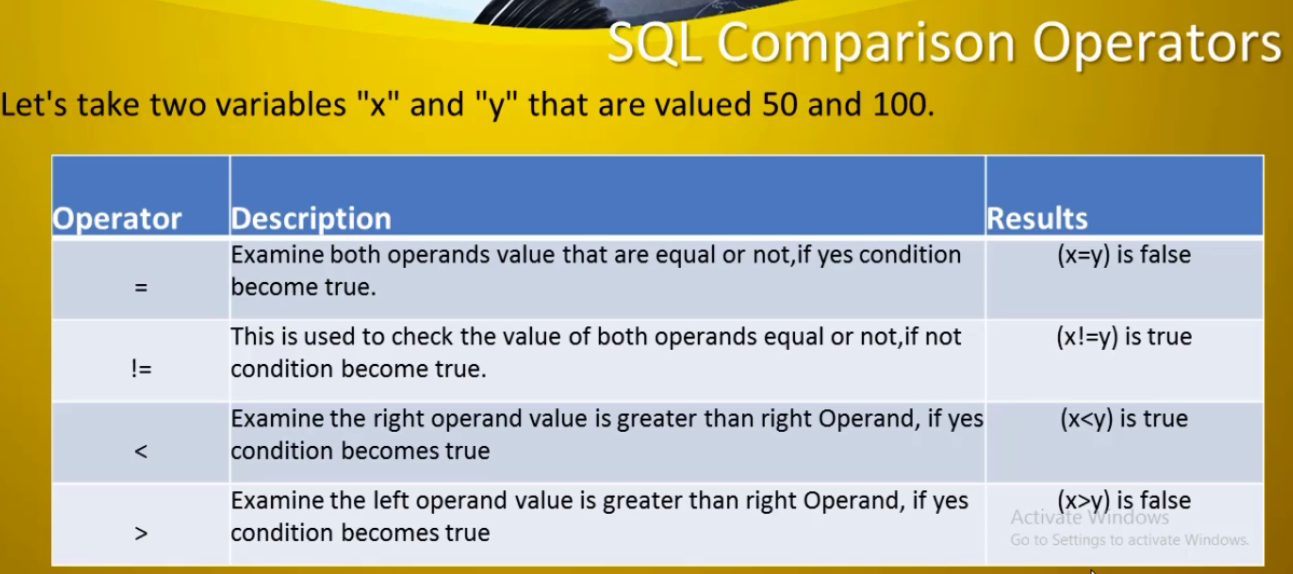 SQL Comparison Operators
Let's take two variables "x" and "y" that are valued 50 and 100.
Operator Description Results
= Examine both operands value that are equal or not,if yes condition become true. (x=y) is false
!= This is used to check the value of both operands equal or not,if not condition become true. (x!=y) is true
< Examine the right operand value is greater than right Operand, if yes condition becomes true (x<y) is true
> Examine the left operand value is greater than right Operand, if yes condition becomes true (x>y) is false
Activate Windows
Go to Settings to activate Windows.